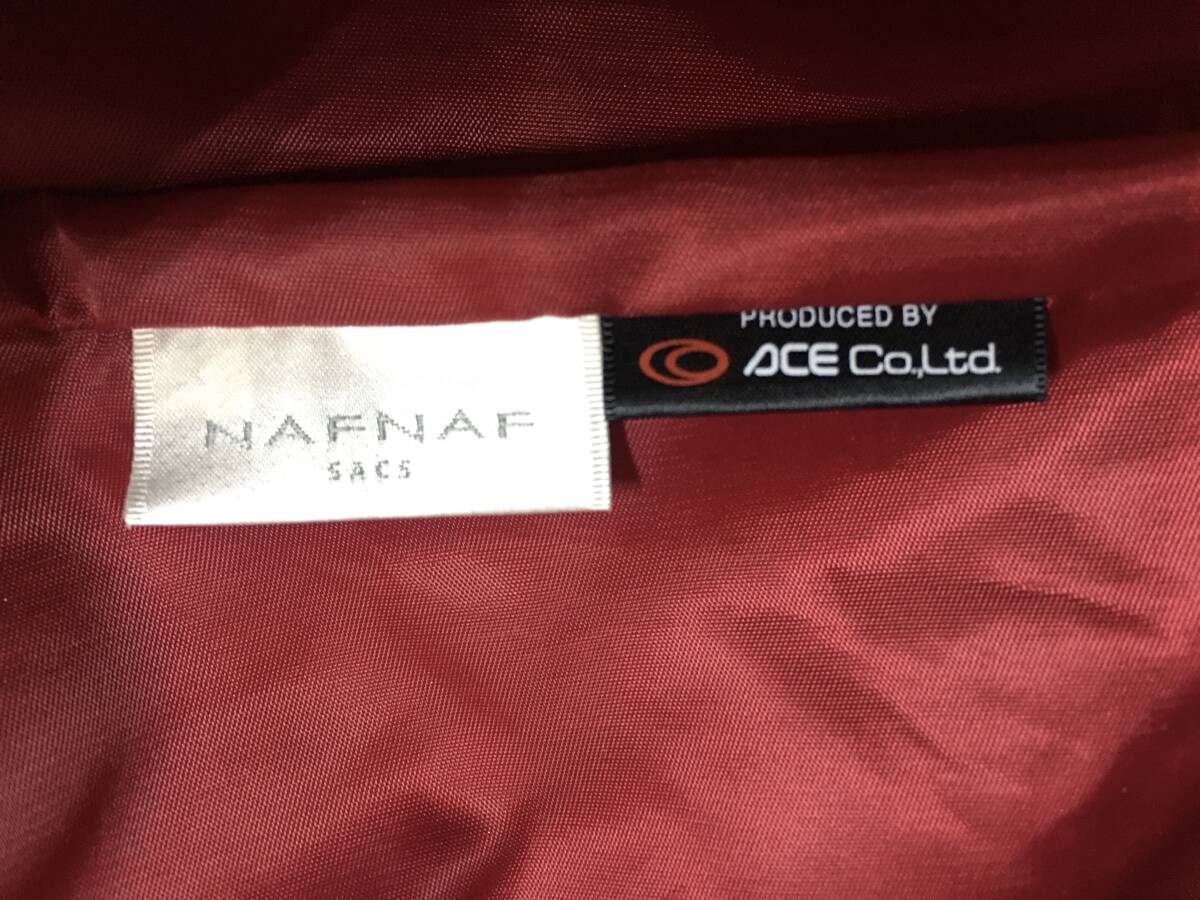 NAFNAF
SACS
PRODUCED BY
ACE Co.,Ltd.